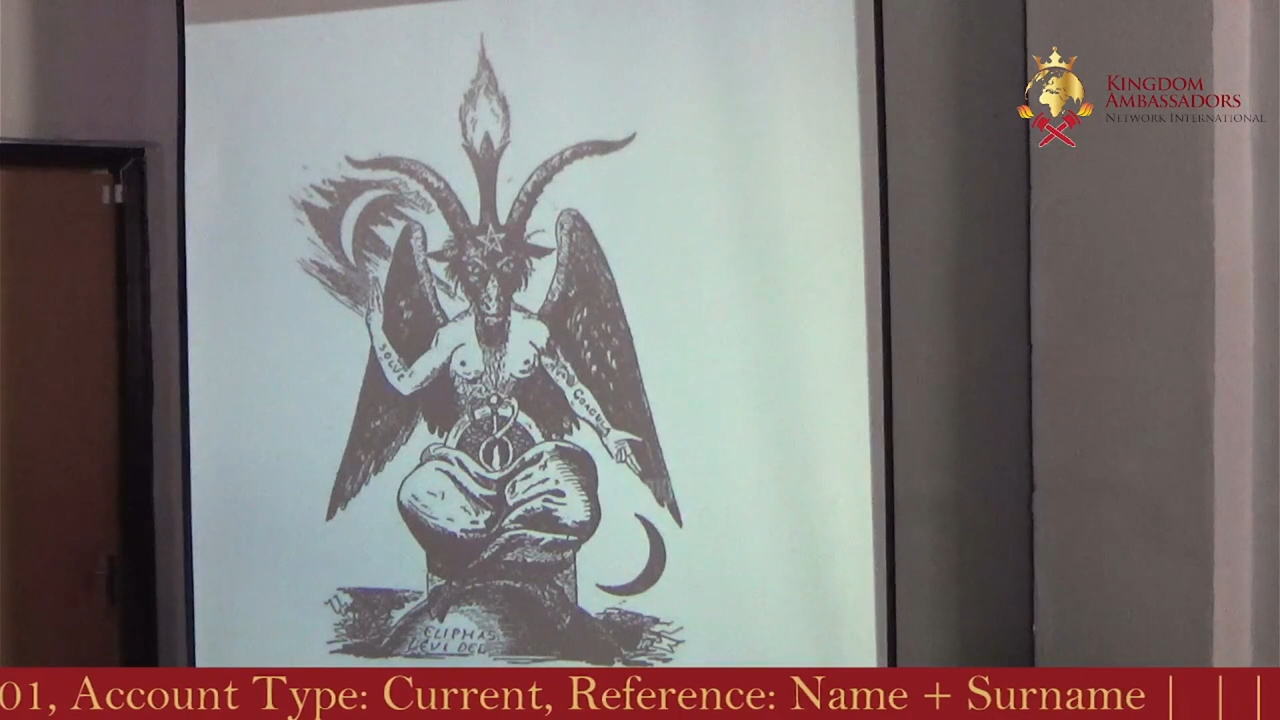 KINGDOM
AMBASSADORS
NETWORK INTERNATIONAL
SOLVE
COAGULA
ELIPHAS
LEVI DEL
01, Account Type: Current, Reference: Name + Surname | | |